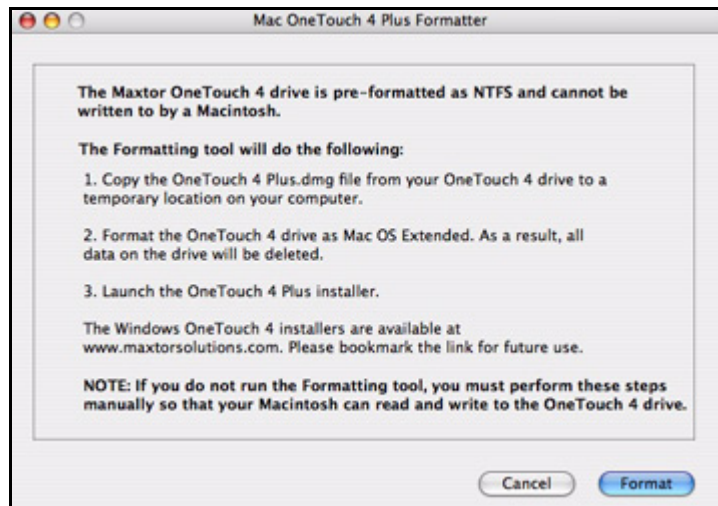 Mac OneTouch 4 Plus Formatter
The Maxtor OneTouch 4 drive is pre-formatted as NTFS and cannot be
written to by a Macintosh.
The Formatting tool will do the following:
1. Copy the OneTouch 4 Plus.dmg file from your OneTouch 4 drive to a
temporary location on your computer.
2. Format the OneTouch 4 drive as Mac OS Extended. As a result, all
data on the drive will be deleted.
3. Launch the OneTouch 4 Plus installer.
The Windows OneTouch 4 installers are available at
www.maxtorsolutions.com. Please bookmark the link for future use.
NOTE: If you do not run the Formatting tool, you must perform these steps
manually so that your Macintosh can read and write to the OneTouch 4 drive.
Cancel Format